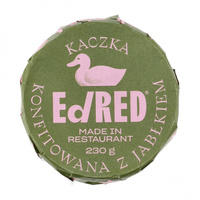 KACZKA
EdRED®
MADE IN
RESTAURANT
230 g
KONFITOWANA Z JABŁKIEM